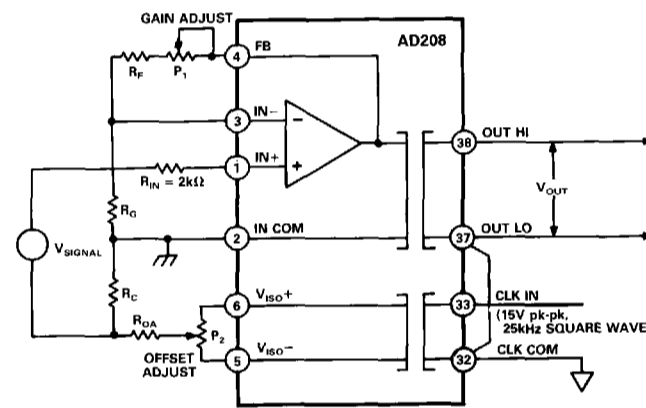 GAIN ADJUST
AD208
4
FB
RF
P1
3
IN−
38
OUT HI
1
IN+
RIN = 2kΩ
VOUT
RG
2
IN COM
37
OUT LO
VSIGNAL
RC
6
VISO+
33
CLK IN
(15V pk-pk,
25kHz SQUARE WAVE
ROA
P2
OFFSET
ADJUST
5
VISO−
32
CLK COM